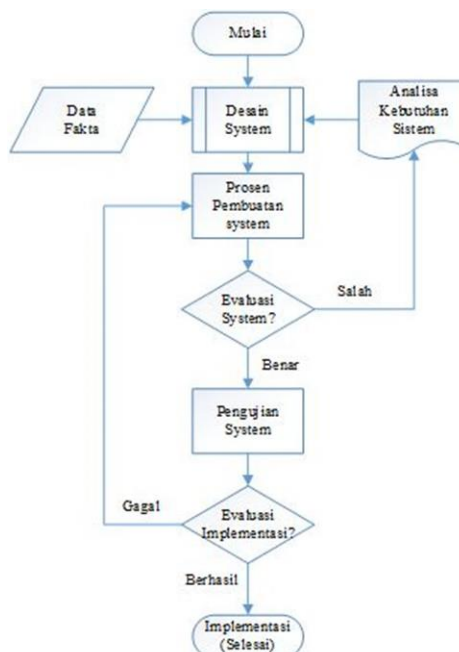 Mulai
Data
Fakta
Desain
System
Analisa
Kebutuhan
Sistem
Prosen
Pembuatan
system
Evaluasi
System?
Salah
Benar
Pengujian
System
Gagal
Evaluasi
Implementasi?
Berhasil
Implementasi
(Selesai)